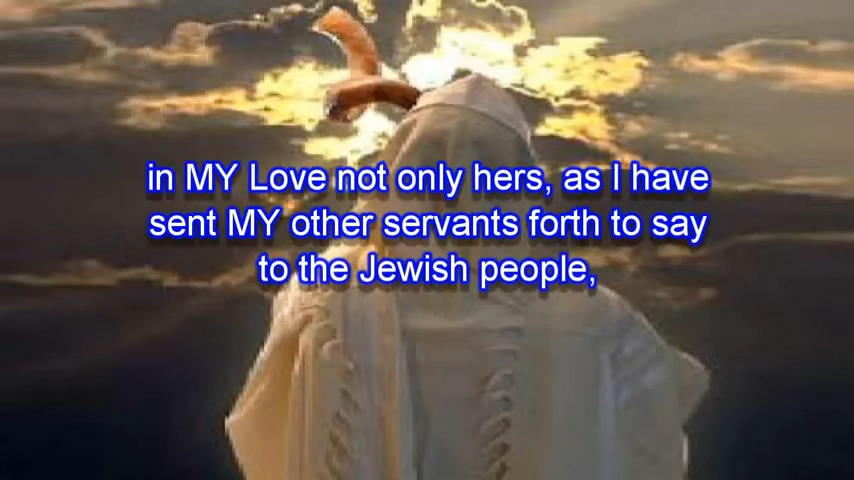 in MY Love not only hers, as I have
sent MY other servants forth to say
to the Jewish people,